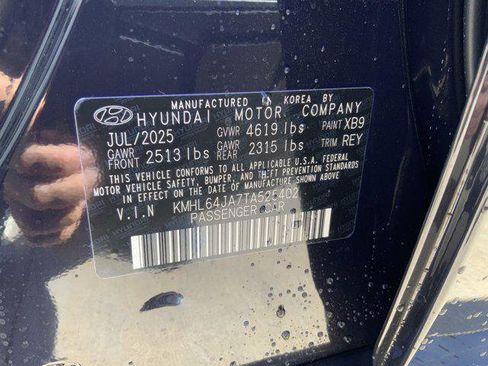 MANUFACTURED IN KOREA BY
HYUNDAI MOTOR COMPANY
JUL/2025 GVWR 4619 lbs PAINT XB9
GAWR FRONT 2513 lbs GAWR REAR 2315 lbs TRIM REY
THIS VEHICLE CONFORMS TO ALL APPLICABLE U.S.A. FEDERAL
MOTOR VEHICLE SAFETY, BUMPER, AND THEFT PREVENTION
STANDARDS IN EFFECT ON THE DATE OF MANUFACTURE SHOWN ABOVE.
V.I.N KMHL64JA7TA525402
PASSENGER CAR